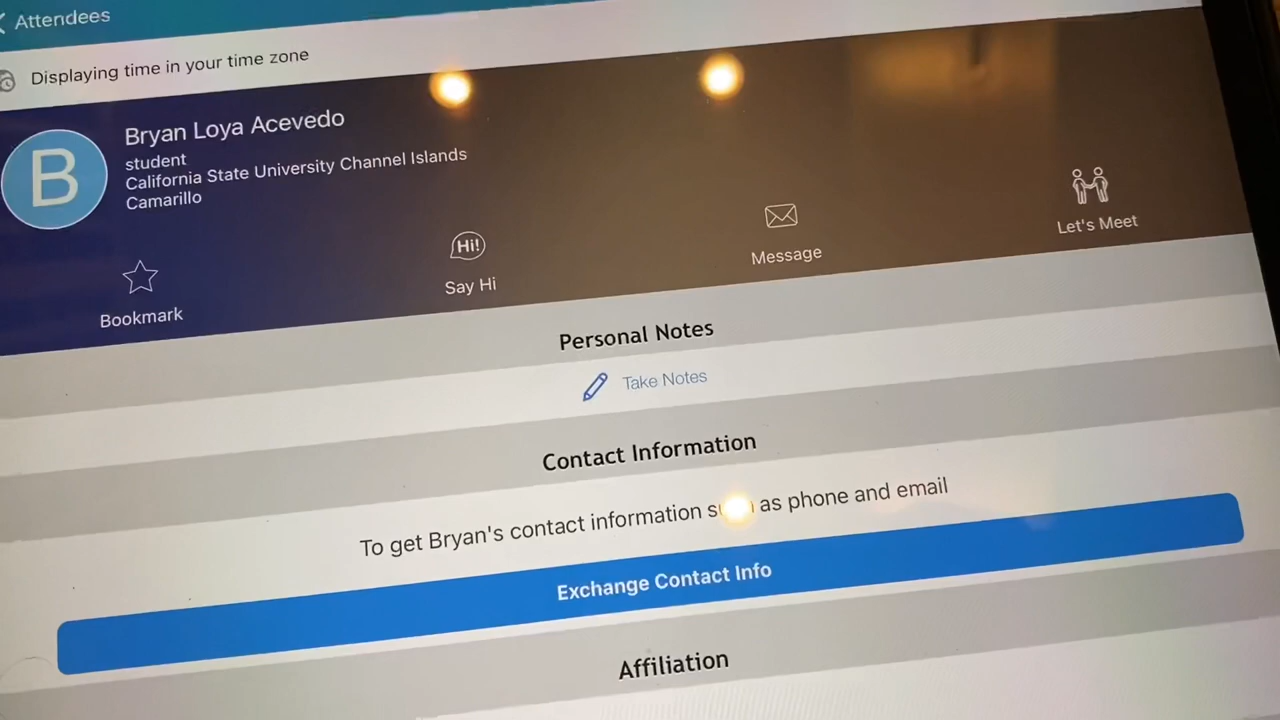 Attendees
Displaying time in your time zone
B
Bryan Loya Acevedo
student
California State University Channel Islands
Camarillo
Bookmark
Hi!
Say Hi
Message
Let's Meet
Personal Notes
Take Notes
Contact Information
To get Bryan's contact information as phone and email
Exchange Contact Info
Affiliation